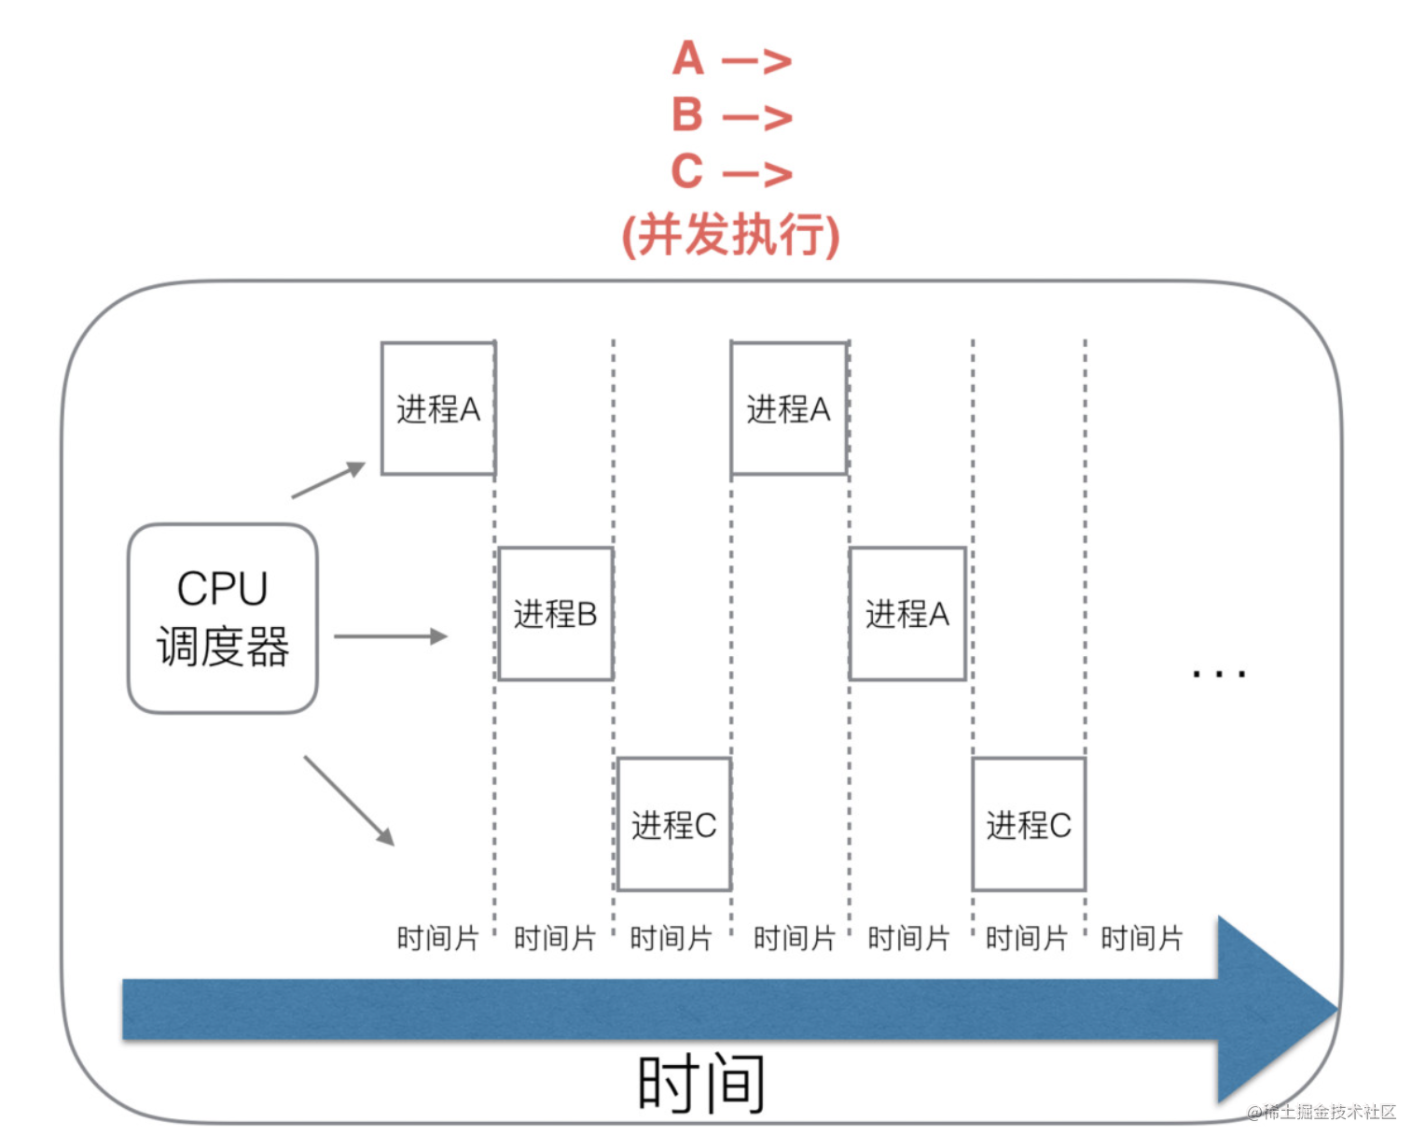 A —>
B —>
C —>
(并发执行)
进程A
进程A
CPU
调度器
进程B
进程A
...
进程C
进程C
时间片 时间片 时间片 时间片 时间片 时间片 时间片
时间
@稀土掘金技术社区